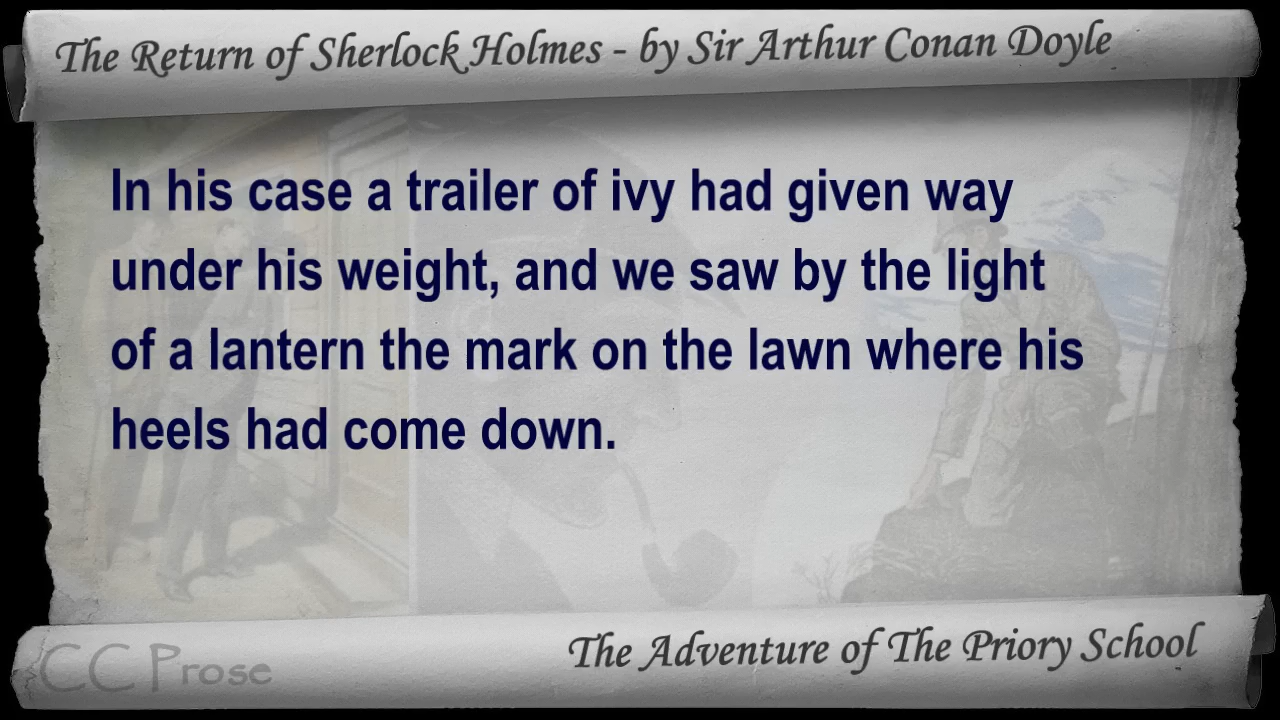 The Return of Sherlock Holmes - by Sir Arthur Conan Doyle
In his case a trailer of ivy had given way
under his weight, and we saw by the light
of a lantern the mark on the lawn where his
heels had come down.
CC Prose
The Adventure of The Priory School